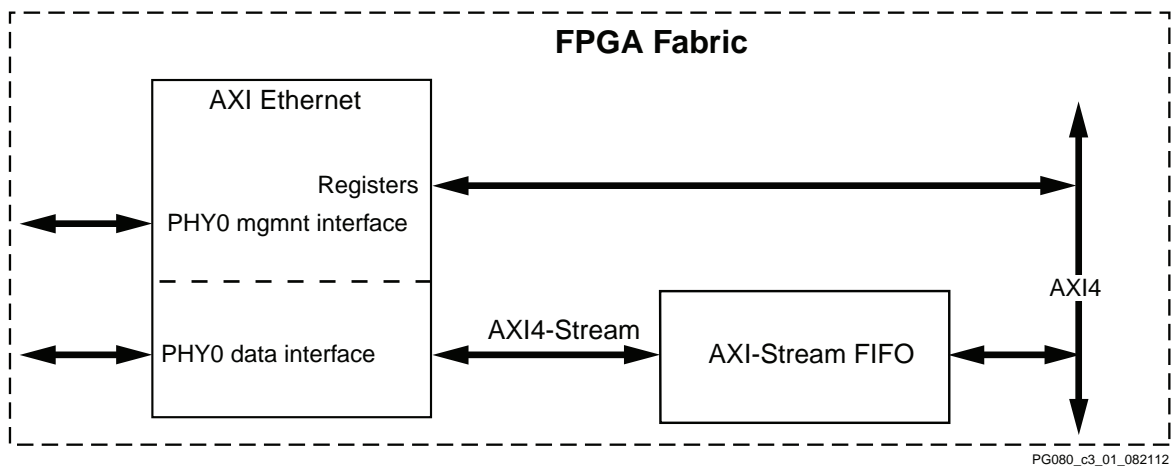 FPGA Fabric
AXI Ethernet
Registers
PHY0 mgmnt interface
AXI4
AXI4-Stream
PHY0 data interface
AXI-Stream FIFO
PG080_c3_01_082112